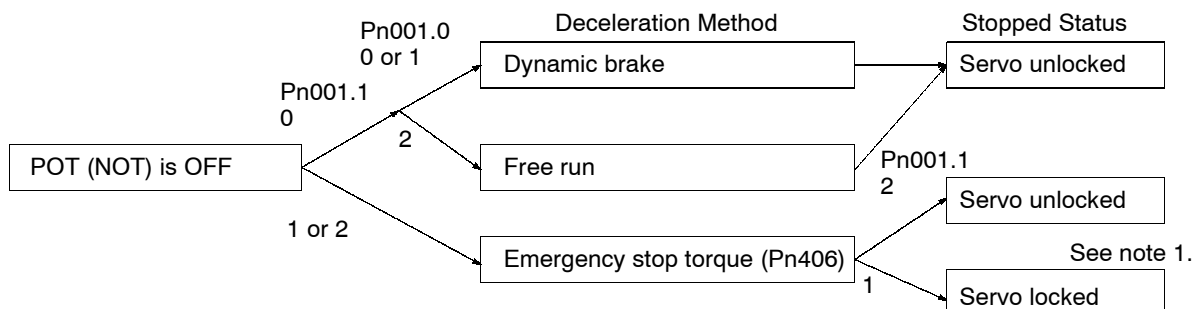 Deceleration Method
Stopped Status
Pn001.0
0 or 1
Dynamic brake
Servo unlocked
Pn001.1
0
2
POT (NOT) is OFF
Free run
Pn001.1
2
Servo unlocked
1 or 2
Emergency stop torque (Pn406)
See note 1.
1
Servo locked